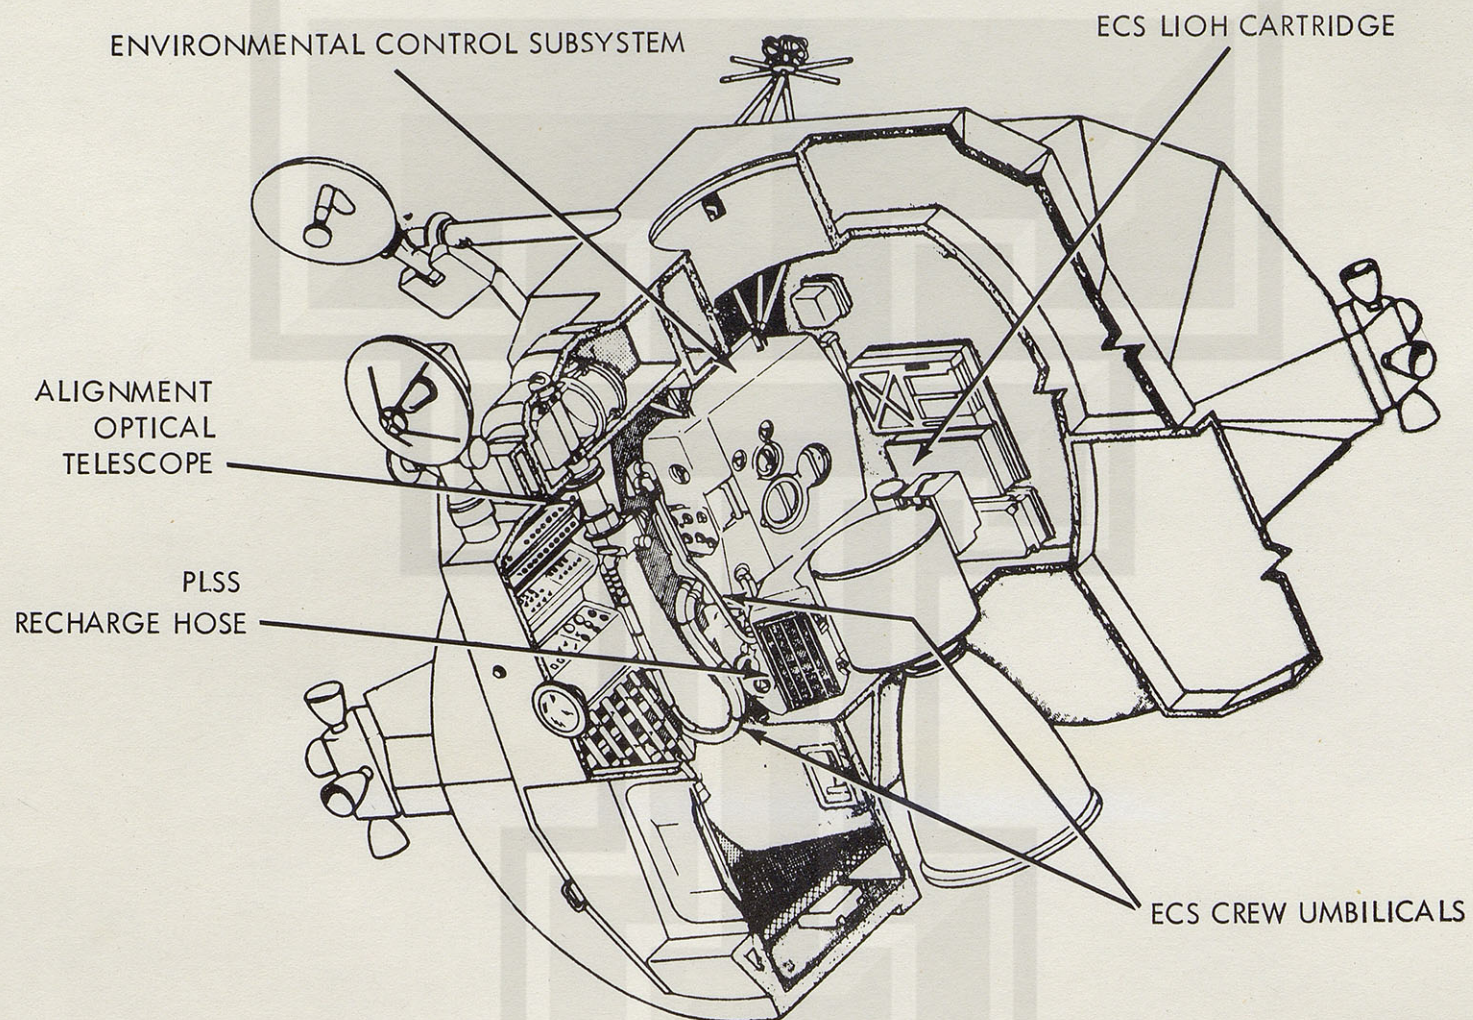 ENVIRONMENTAL CONTROL SUBSYSTEM
ECS LIOH CARTRIDGE
ALIGNMENT
OPTICAL
TELESCOPE
PLSS
RECHARGE HOSE
ECS CREW UMBILICALS